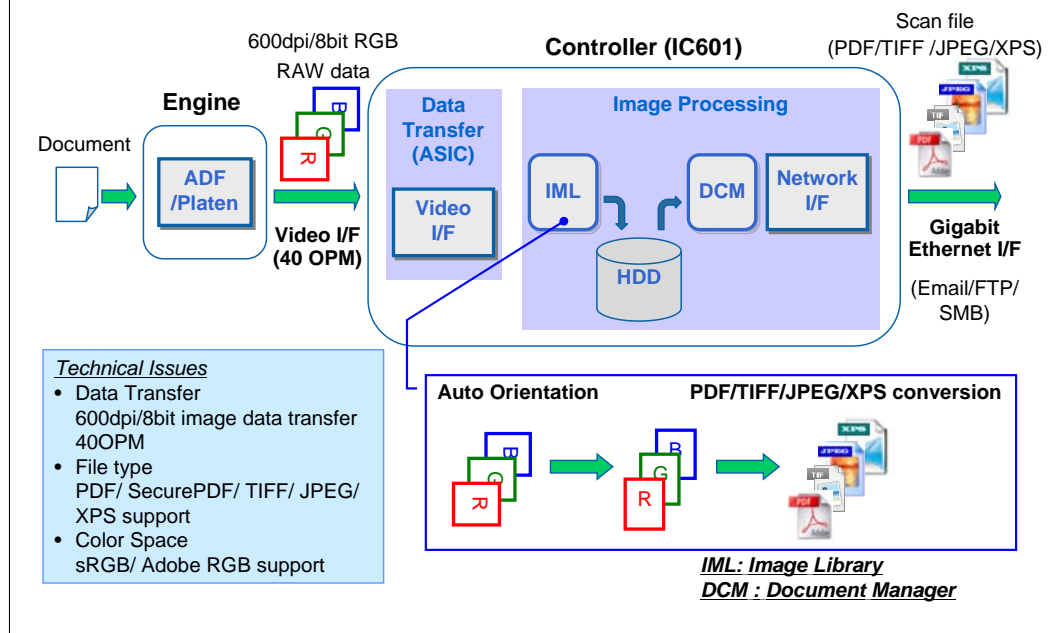 Scan file
(PDF/TIFF /JPEG/XPS)
600dpi/8bit RGB
RAW data
Controller (IC601)
Engine
Document
ADF
/Platen
B
G
R
Video I/F
(40 OPM)
Data
Transfer
(ASIC)
Video
I/F
Image Processing
IML
HDD
DCM
Network
I/F
XPS
JPEG
TIF
PDF
Gigabit
Ethernet I/F
(Email/FTP/
SMB)
Technical Issues
• Data Transfer
600dpi/8bit image data transfer
40OPM
• File type
PDF/ SecurePDF/ TIFF/ JPEG/
XPS support
• Color Space
sRGB/ Adobe RGB support
Auto Orientation
PDF/TIFF/JPEG/XPS conversion
B
G
R
B
G
R
XPS
JPEG
TIF
PDF
IML: Image Library
DCM : Document Manager